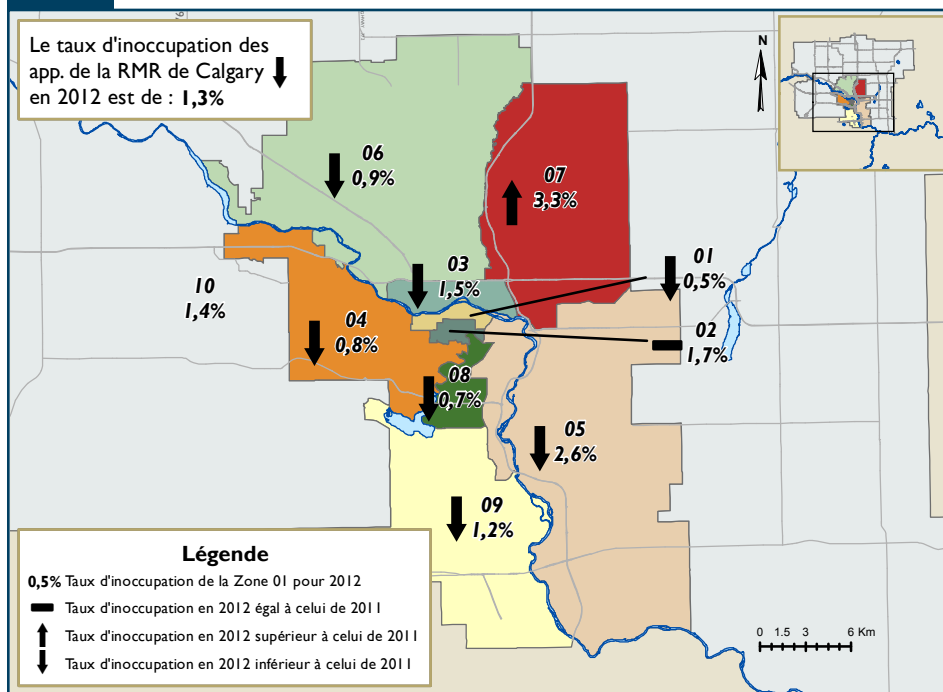 Le taux d'inoccupation des
app. de la RMR de Calgary
en 2012 est de : 1,3%
N
06
0,9%
07
3,3%
03
1,5%
01
0,5%
10
1,4%
04
0,8%
02
1,7%
08
0,7%
05
2,6%
09
1,2%
Légende
0,5% Taux d'inoccupation de la Zone 01 pour 2012
Taux d'inoccupation en 2012 égal à celui de 2011
Taux d'inoccupation en 2012 supérieur à celui de 2011
Taux d'inoccupation en 2012 inférieur à celui de 2011
0 1.5 3 6 Km